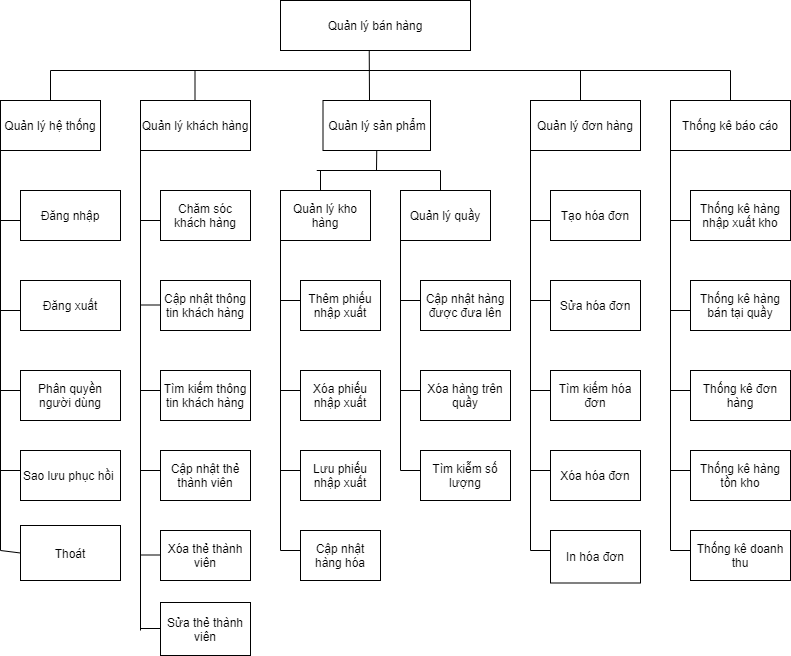 Quản lý bán hàng
Quản lý hệ thống
Quản lý khách hàng
Quản lý sản phẩm
Quản lý đơn hàng
Thống kê báo cáo
Đăng nhập
Đăng xuất
Phân quyền
người dùng
Sao lưu phục hồi
Thoát
Chăm sóc
khách hàng
Cập nhật thông
tin khách hàng
Tìm kiếm thông
tin khách hàng
Cập nhật thẻ
thành viên
Xóa thẻ thành
viên
Sửa thẻ thành
viên
Quản lý kho
hàng
Thêm phiếu
nhập xuất
Xóa phiếu
nhập xuất
Lưu phiếu
nhập xuất
Cập nhật
hàng hóa
Quản lý quầy
Cập nhật hàng
được đưa lên
Xóa hàng trên
quầy
Tìm kiễm số
lượng
Tạo hóa đơn
Sửa hóa đơn
Tìm kiếm hóa
đơn
Xóa hóa đơn
In hóa đơn
Thống kê hàng
nhập xuất kho
Thống kê hàng
bán tại quầy
Thống kê đơn
hàng
Thống kê hàng
tồn kho
Thống kê doanh
thu